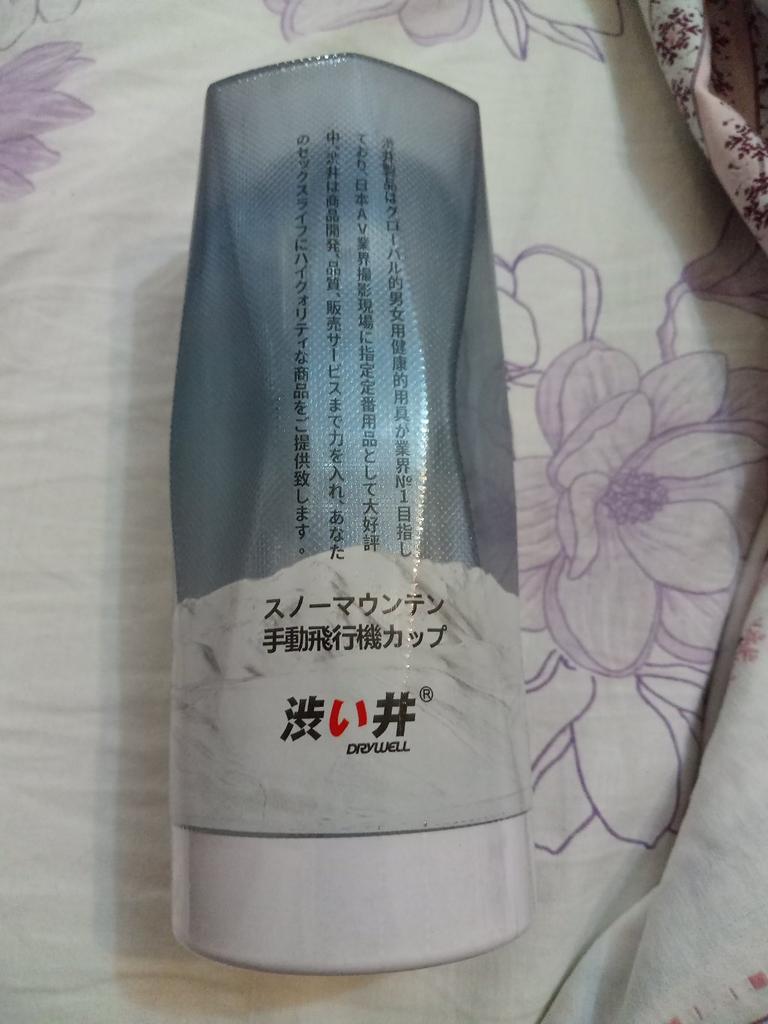 渋井製品はグローバル的男女用健康的用具が業界№1目指し
ており、日本AV業界撮影現場に指定定番用品として大好評
中、渋井は商品開発、品質、販売サービスまで力を入れ、あなた
のセックスライフにハイクォリティな商品をご提供致します。
スノーマウンテン
手動飛行機カップ
渋い井®
DRYWELL